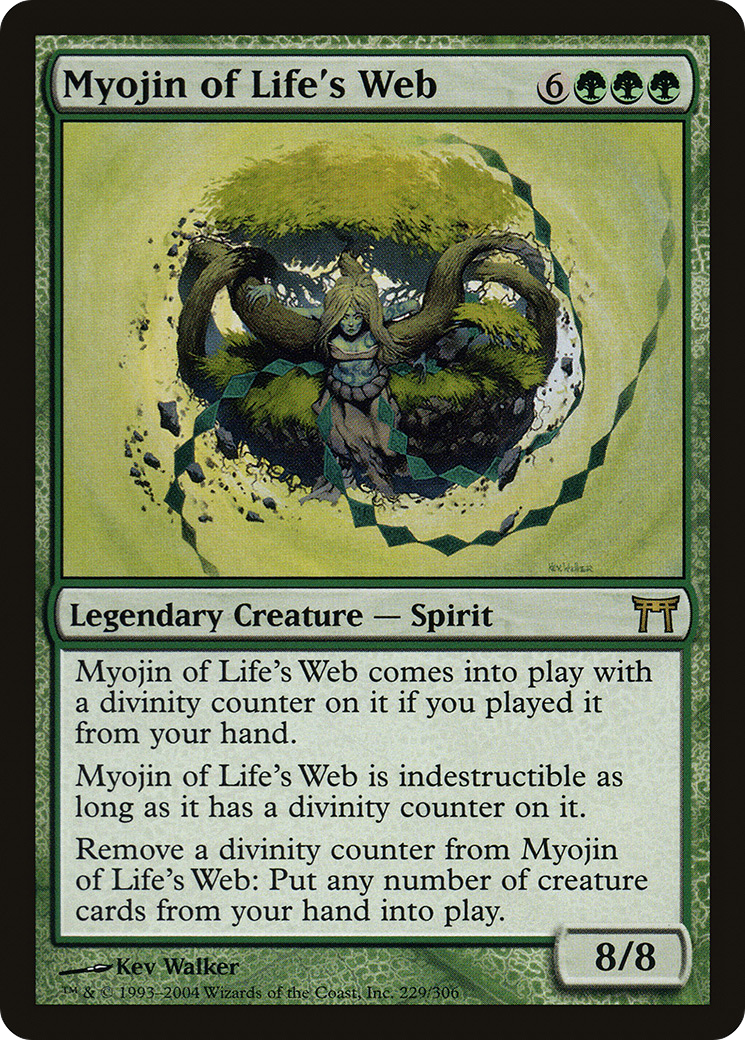 Myojin of Life's Web 6
Kev Walker
Legendary Creature — Spirit
Myojin of Life's Web comes into play with
a divinity counter on it if you played it
from your hand.
Myojin of Life's Web is indestructible as
long as it has a divinity counter on it.
Remove a divinity counter from Myojin
of Life's Web: Put any number of creature
cards from your hand into play.
8/8
Kev Walker
™ & © 1993–2004 Wizards of the Coast, Inc. 229/306